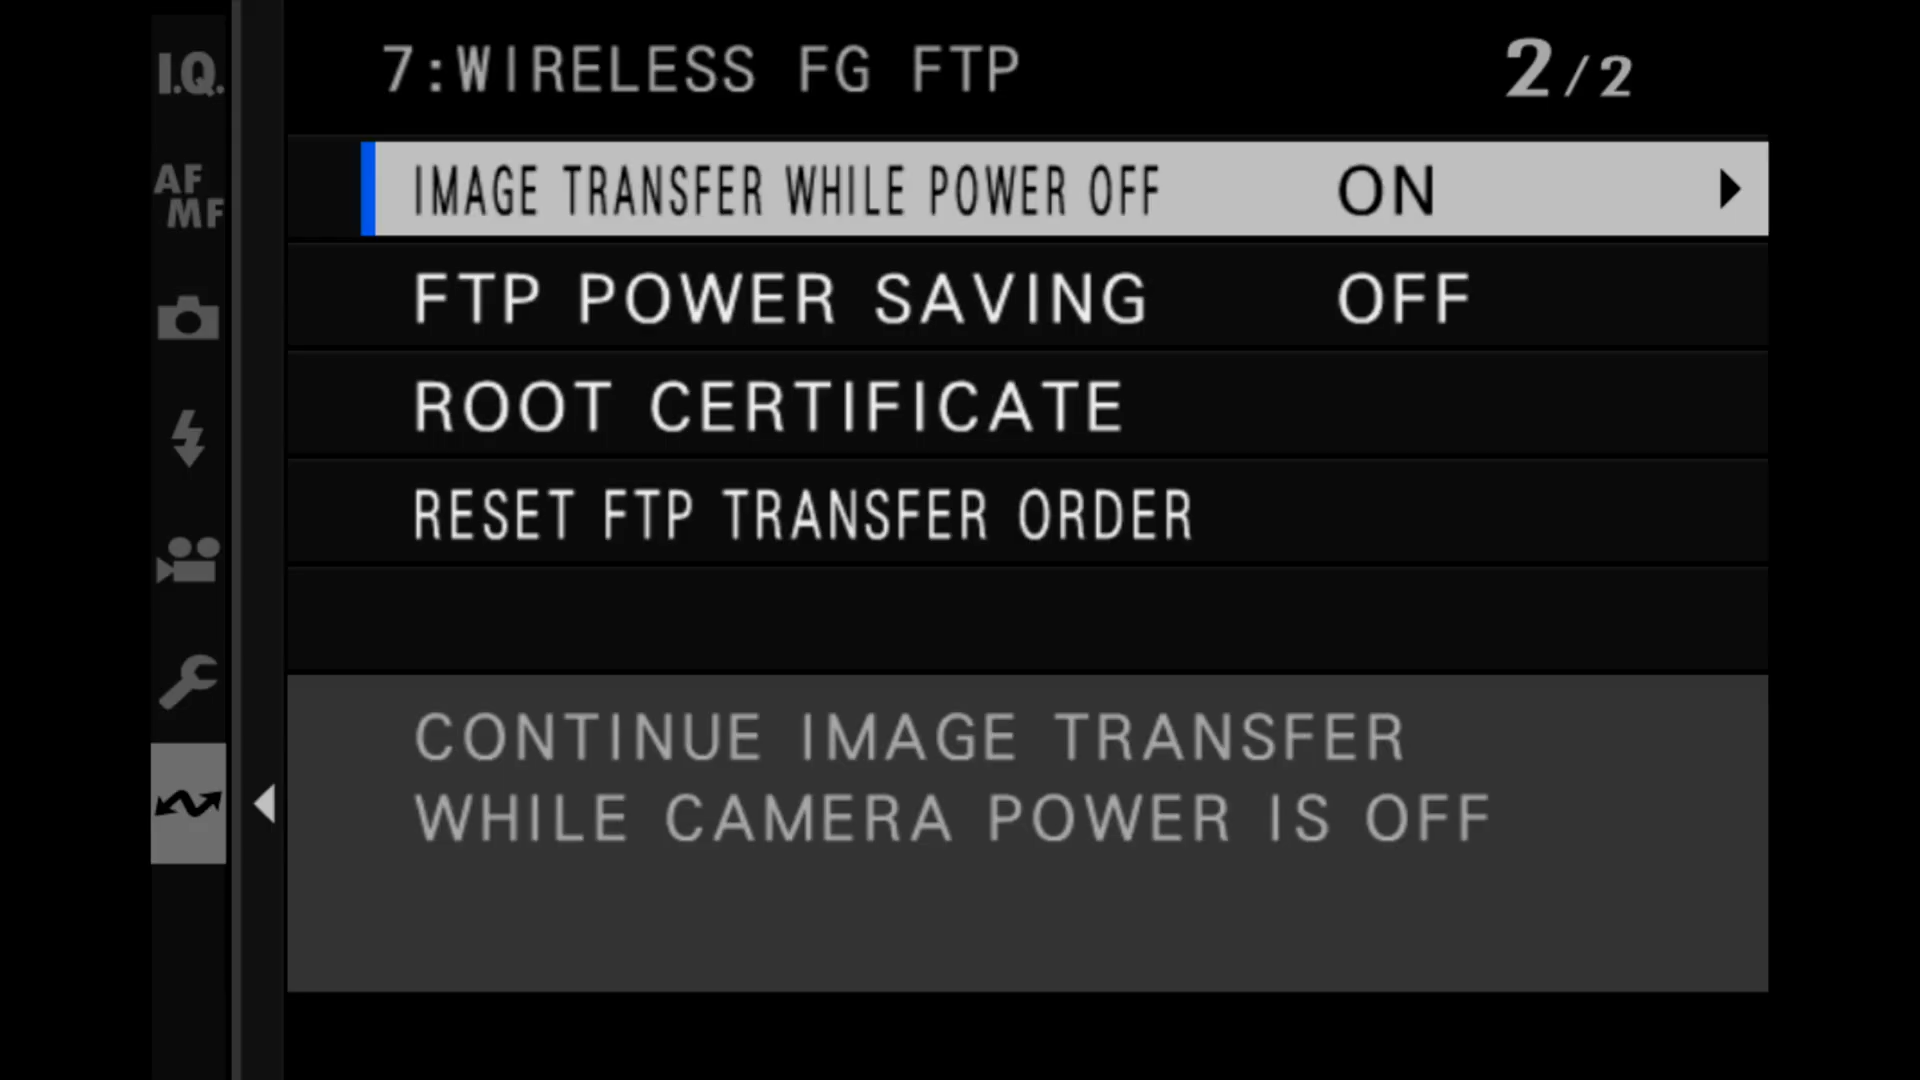 I.Q.
AF
MF
7:WIRELESS FG FTP 2/2
IMAGE TRANSFER WHILE POWER OFF ON
FTP POWER SAVING OFF
ROOT CERTIFICATE
RESET FTP TRANSFER ORDER
CONTINUE IMAGE TRANSFER
WHILE CAMERA POWER IS OFF